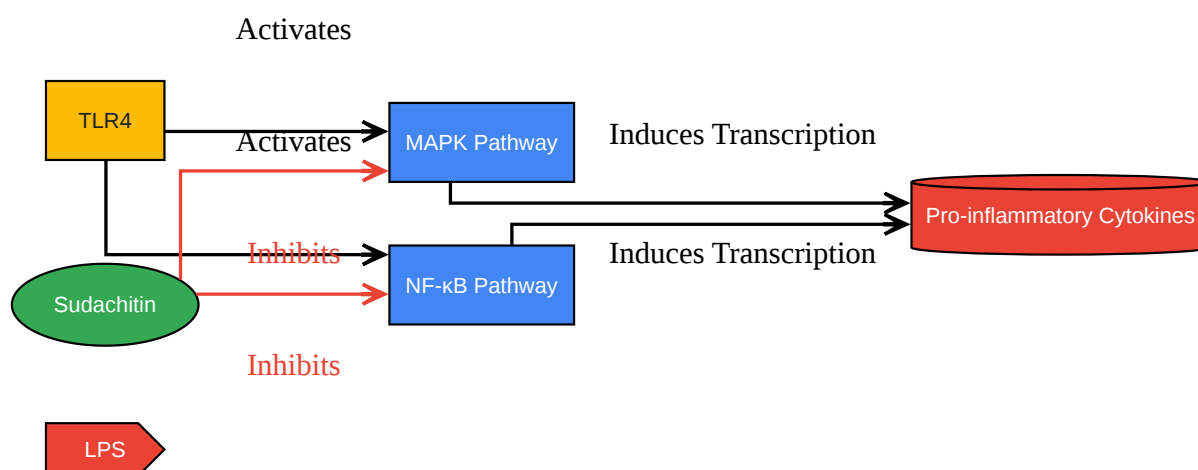 Activates
TLR4
Activates
MAPK Pathway
Induces Transcription
Pro-inflammatory Cytokines
Inhibits
Induces Transcription
NF-κB Pathway
Sudachitin
Inhibits
LPS